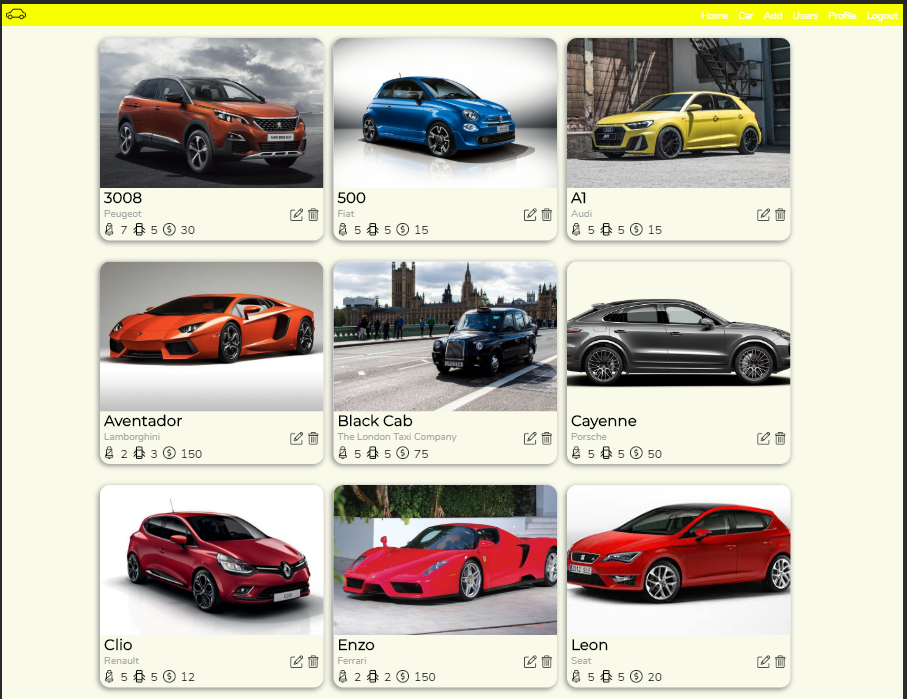 Home Car Add Users Profile Logout
3008
Peugeot
7 5 $ 30
500
Fiat
5 5 $ 15
A1
Audi
5 5 $ 15
Aventador
Lamborghini
2 3 $ 150
Black Cab
The London Taxi Company
5 5 $ 75
Cayenne
Porsche
5 5 $ 50
Clio
Renault
5 5 $ 12
Enzo
Ferrari
2 2 $ 150
Leon
Seat
5 5 $ 20